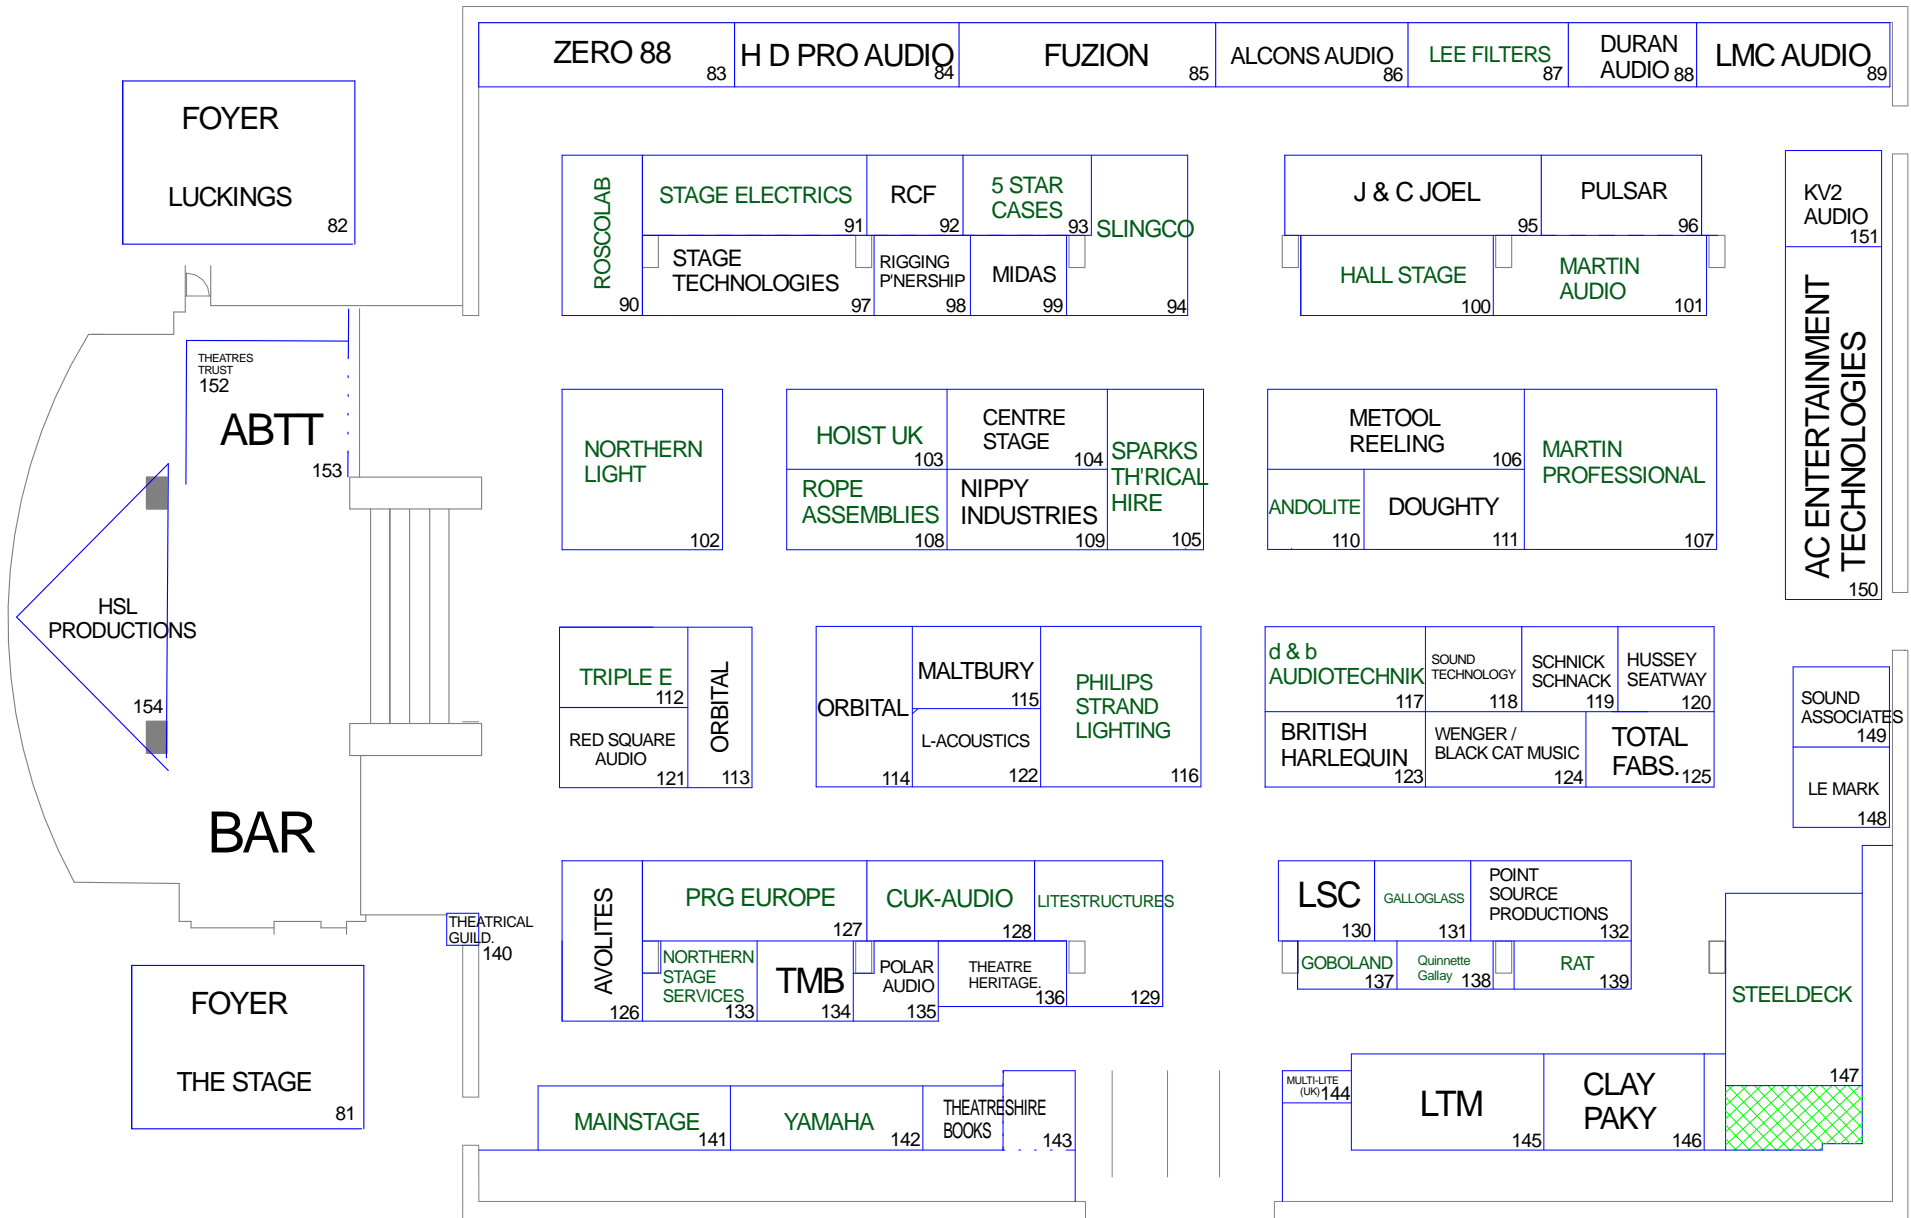 ZERO 88
83
H D PRO AUDIO
84
FUZION
85
ALCONS AUDIO
86
LEE FILTERS
87
DURAN
AUDIO
88
LMC AUDIO
89
FOYER
LUCKINGS
82
ROSCOLAB
90
STAGE ELECTRICS
91
RCF
92
5 STAR
CASES
93
SLINGCO
94
J & C JOEL
95
PULSAR
96
KV2
AUDIO
151
STAGE
TECHNOLOGIES
97
RIGGING
P'NERSHIP
98
MIDAS
99
HALL STAGE
100
MARTIN
AUDIO
101
AC ENTERTAINMENT
TECHNOLOGIES
150
THEATRES
TRUST
152
ABTT
153
NORTHERN
LIGHT
102
HOIST UK
103
CENTRE
STAGE
104
SPARKS
TH'RICAL
HIRE
105
METOOL
REELING
106
MARTIN
PROFESSIONAL
107
ROPE
ASSEMBLIES
108
NIPPY
INDUSTRIES
109
ANDOLITE
110
DOUGHTY
111
HSL
PRODUCTIONS
154
TRIPLE E
112
ORBITAL
113
RED SQUARE
AUDIO
121
ORBITAL
114
MALTBURY
115
L-ACOUSTICS
122
PHILIPS
STRAND
LIGHTING
116
d & b
AUDIOTECHNIK
117
SOUND
TECHNOLOGY
118
SCHNICK
SCHNACK
119
HUSSEY
SEATWAY
120
BRITISH
HARLEQUIN
123
WENGER /
BLACK CAT MUSIC
124
TOTAL
FABS.
125
SOUND
ASSOCIATES
149
LE MARK
148
BAR
THEATRICAL
GUILD.
140
AVOLITES
126
PRG EUROPE
127
CUK-AUDIO
128
LITESTRUCTURES
129
LSC
130
GALLOGLASS
131
POINT
SOURCE
PRODUCTIONS
132
NORTHERN
STAGE
SERVICES
133
TMB
134
POLAR
AUDIO
135
THEATRE
HERITAGE.
136
GOBOLAND
137
Quinnette
Gallay
138
RAT
139
STEELDECK
147
FOYER
THE STAGE
81
MAINSTAGE
141
YAMAHA
142
THEATRESHIRE
BOOKS
143
MULTI-LITE
(UK)
144
LTM
145
CLAY
PAKY
146